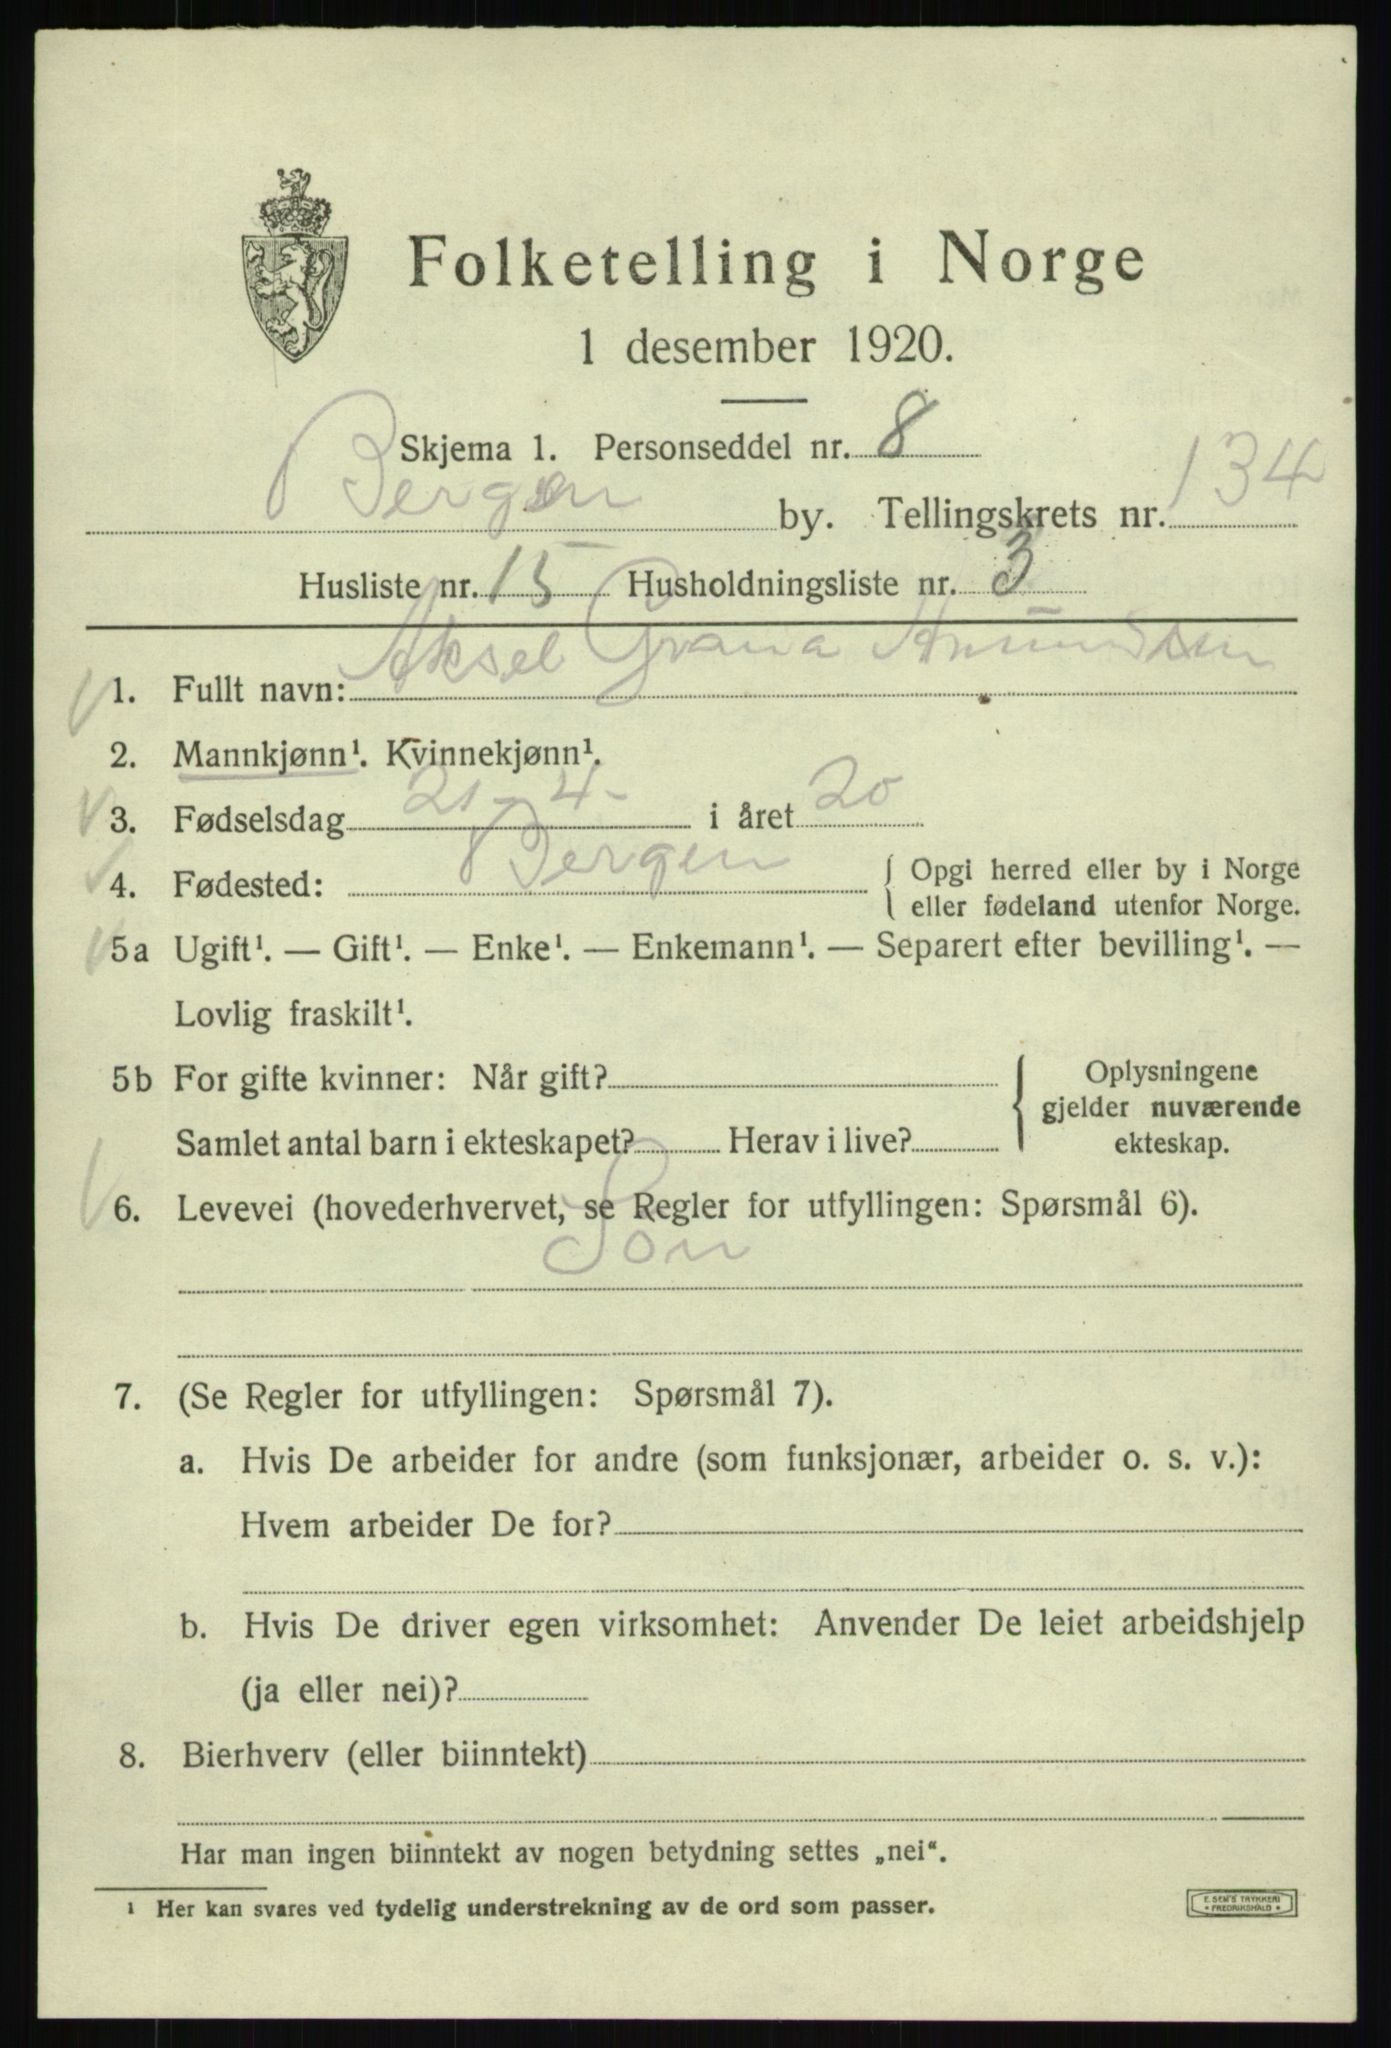 Folketelling i Norge
1 desember 1920.
Skjema 1. Personseddel nr. 8
Bergen by. Tellingskrets nr. 134
Husliste nr. 15 Husholdningsliste nr. 3
1. Fullt navn: Aksel Grana Amundsen
2. Mannkjønn¹. Kvinnekjønn¹.
3. Fødselsdag 21-4- i året 20
4. Fødested: Bergen { Opgi herred eller by i Norge
eller fødeland utenfor Norge.
5a Ugift¹. — Gift¹. — Enke¹. — Enkemann¹. — Separert efter bevilling¹. —
Lovlig fraskilt¹.
5b For gifte kvinner: Når gift? { Oplysningene
gjelder nuværende
Samlet antal barn i ekteskapet? Herav i live? ekteskap.
6. Levevei (hovederhvervet, se Regler for utfyllingen: Spørsmål 6).
Søn
7. (Se Regler for utfyllingen: Spørsmål 7).
a. Hvis De arbeider for andre (som funksjonær, arbeider o. s. v.):
Hvem arbeider De for?
b. Hvis De driver egen virksomhet: Anvender De leiet arbeidshjelp
(ja eller nei)?
8. Bierhverv (eller biinntekt)
Har man ingen biinntekt av nogen betydning settes „nei“.
¹ Her kan svares ved tydelig understrekning av de ord som passer.
E. SEM'S TRYKKERI
FREDRIKSHALD